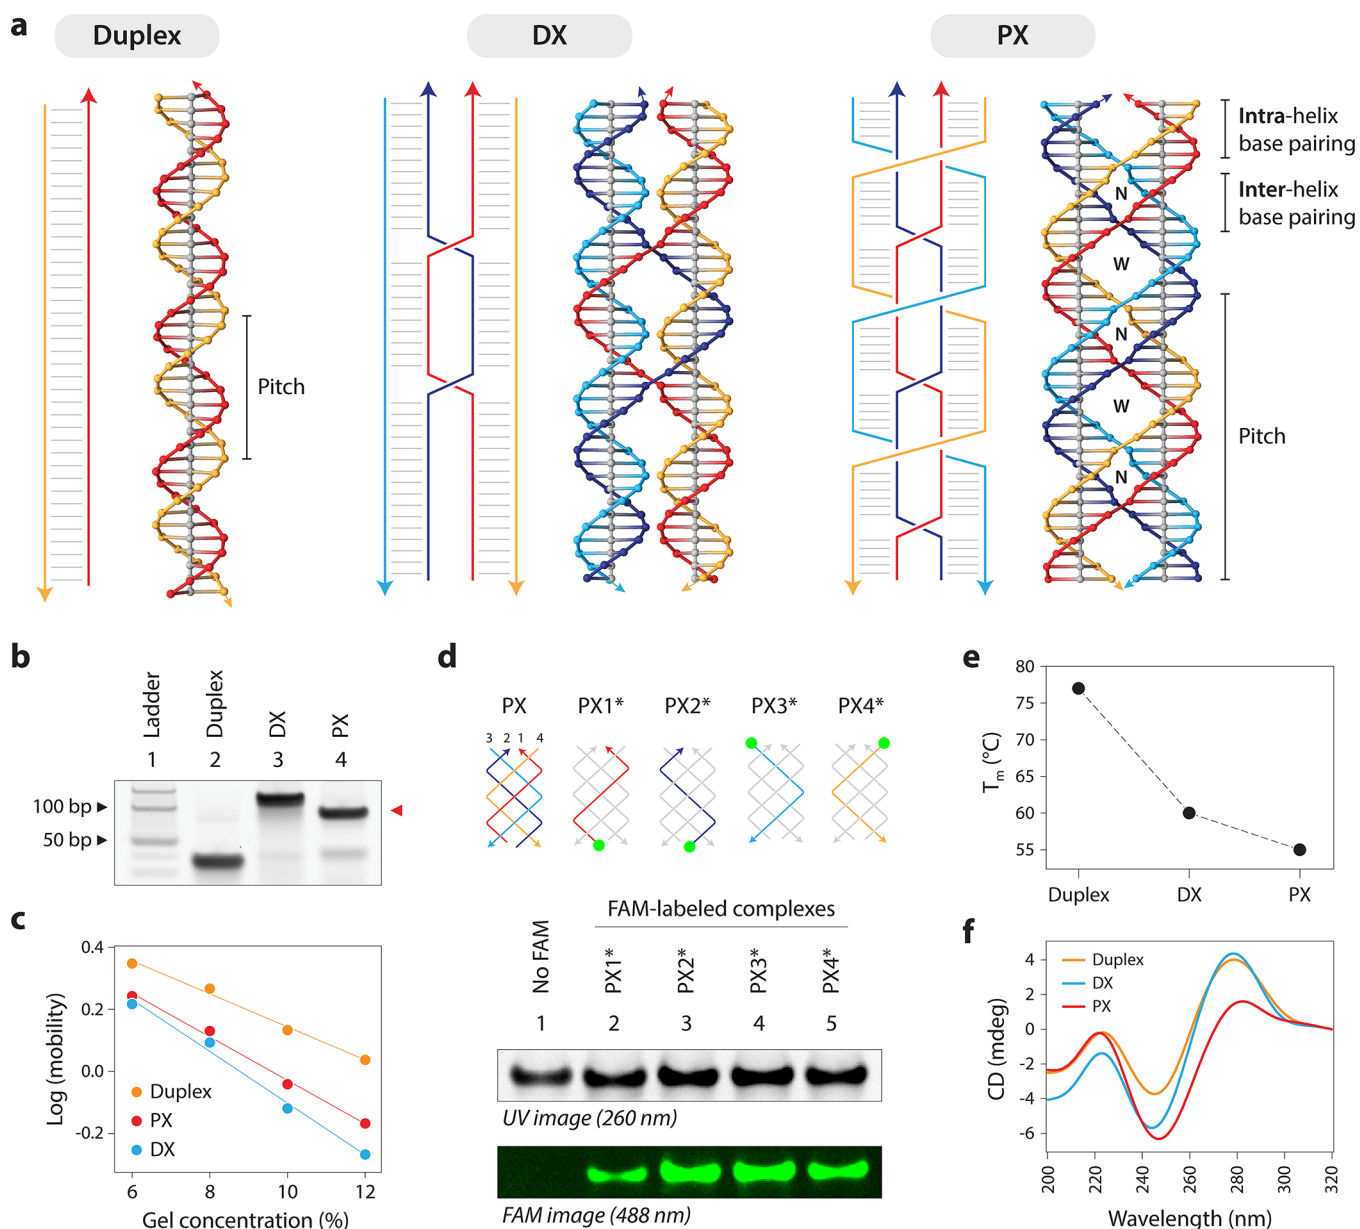 a
Duplex
DX
PX
Pitch
Intra-helix
base pairing
Inter-helix
base pairing
N
W
N
W
N
Pitch
b
Ladder
Duplex
DX
PX
1
2
3
4
100 bp
50 bp
c
0.4
0.2
0.0
-0.2
Log (mobility)
Duplex
PX
DX
6
8
10
12
Gel concentration (%)
d
PX
PX1*
PX2*
PX3*
PX4*
3 2 1 4
FAM-labeled complexes
No FAM
PX1*
PX2*
PX3*
PX4*
1
2
3
4
5
UV image (260 nm)
FAM image (488 nm)
e
80
75
70
65
60
55
Tm (°C)
Duplex
DX
PX
f
4
2
0
-2
-4
-6
CD (mdeg)
Duplex
DX
PX
200
220
240
260
280
300
320
Wavelength (nm)